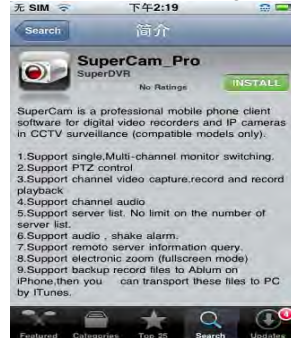 无 SIM 下午2:19
Search 简介
SuperCam_Pro
SuperDVR
No Ratings
INSTALL
SuperCam is a professional mobile phone client
software for digital video recorders and IP cameras
in CCTV surveillance (compatible models only).
1.Support single,Multi-channel monitor switching.
2.Support PTZ control
3.Support channel video capture,record and record
playback
4.Support channel audio
5.Support server list. No limit on the number of
server list.
6.Support audio , shake alarm.
7.Support remoto server information query.
8.Support electronic zoom (fullscreen mode)
9.Support backup record files to Ablum on
iPhone,then you can transport these files to PC
by ITunes.
4
Featured Categories Top 25 Search Updates